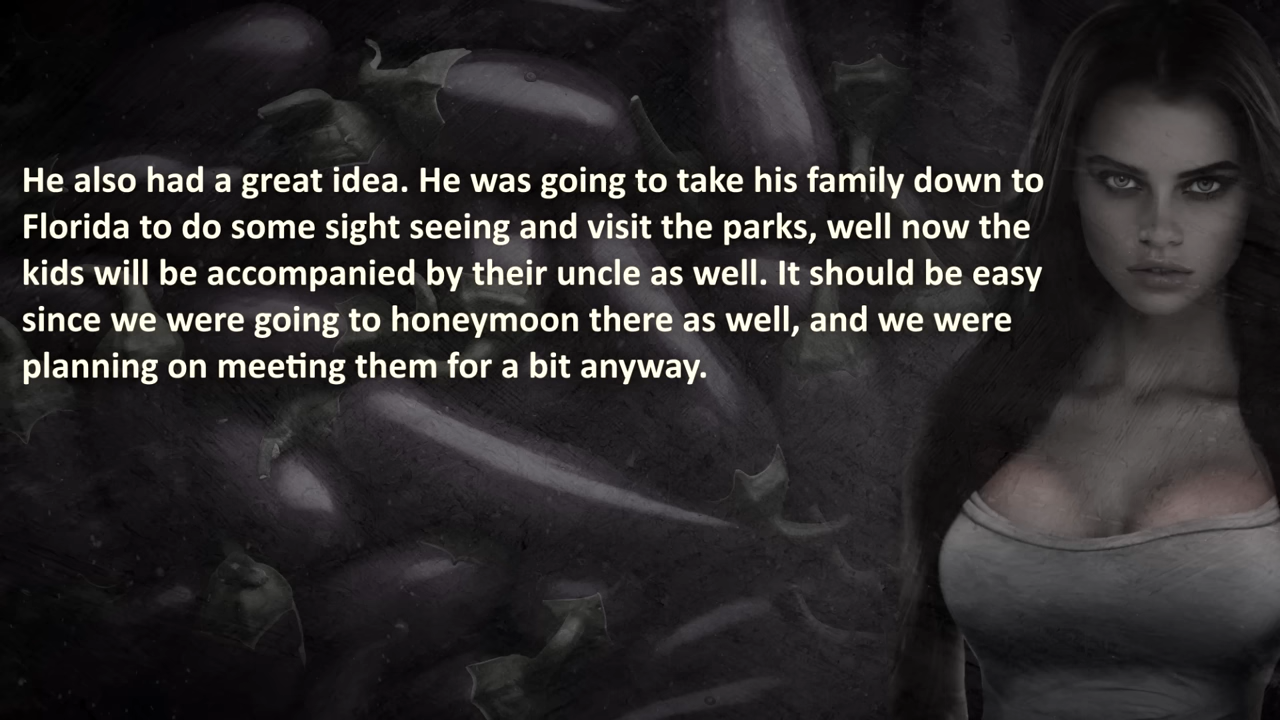 He also had a great idea. He was going to take his family down to
Florida to do some sight seeing and visit the parks, well now the
kids will be accompanied by their uncle as well. It should be easy
since we were going to honeymoon there as well, and we were
planning on meeting them for a bit anyway.